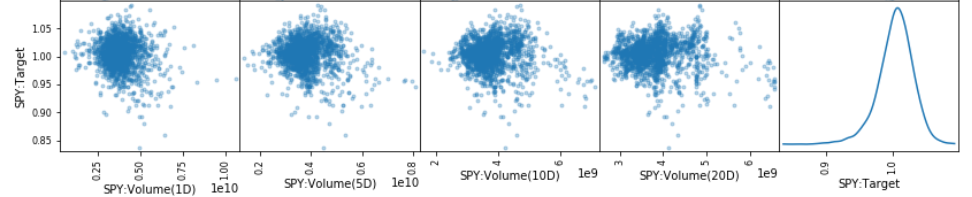 1.05
1.00
0.95
0.90
0.85
SPY:Target
0.25
0.50
0.75
1.00
1e10
SPY:Volume(1D)
0.2
0.4
0.6
0.8
1e10
SPY:Volume(5D)
2
4
6
1e9
SPY:Volume(10D)
3
4
5
6
1e9
SPY:Volume(20D)
0.9
1.0
SPY:Target